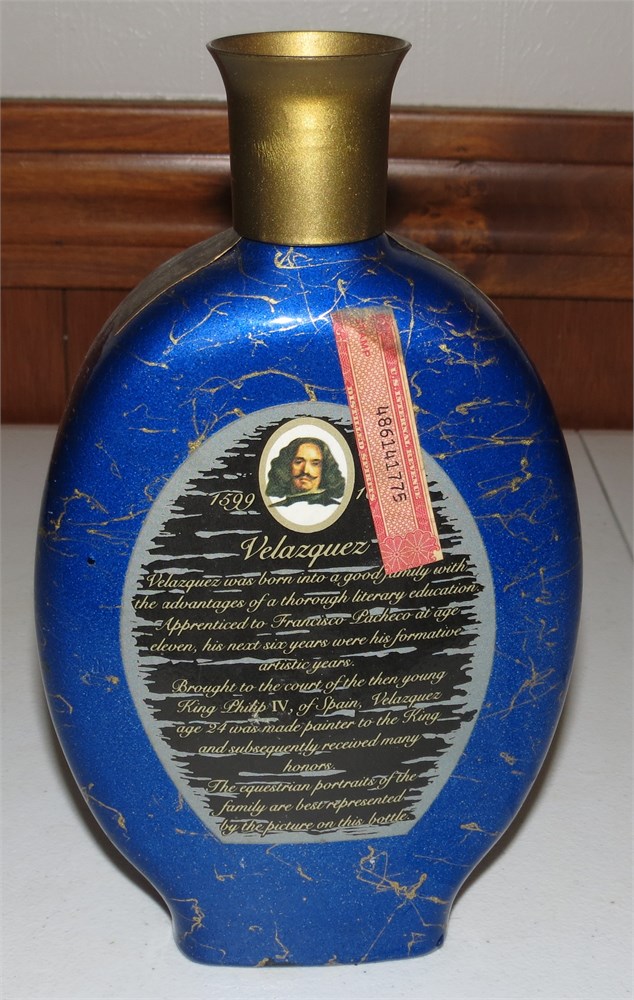 486141775
1599
Velazquez
Velazquez was born into a good family with
the advantages of a thorough literary education.
Apprenticed to Francisco Pacheco at age
eleven, his next six years were his formative
artistic years.
Brought to the court of the then young
King Philip IV, of Spain, Velazquez
age 24 was made painter to the King
and subsequently received many
honors.
The equestrian portraits of the
family are best represented
by the picture on this bottle.